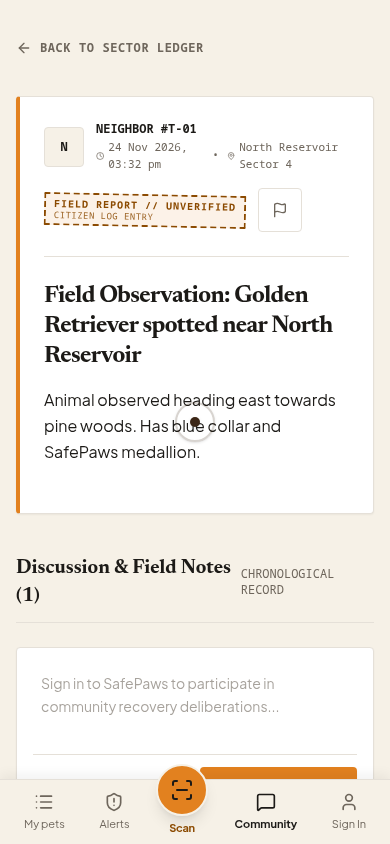 BACK TO SECTOR LEDGER
NEIGHBOR #T-01
N
24 Nov 2026,
03:32 pm
•
North Reservoir
Sector 4
FIELD REPORT // UNVERIFIED
CITIZEN LOG ENTRY
Field Observation: Golden
Retriever spotted near North
Reservoir
Animal observed heading east towards
pine woods. Has blue collar and
SafePaws medallion.
Discussion & Field Notes
(1)
CHRONOLOGICAL
RECORD
Sign in to SafePaws to participate in
community recovery deliberations...
My pets
Alerts
Scan
Community
Sign In